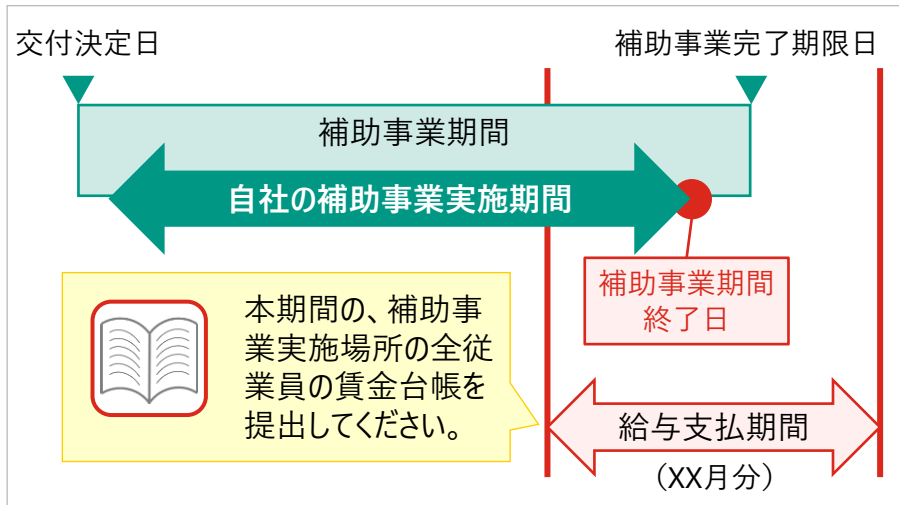 交付決定日
補助事業完了期限日
補助事業期間
自社の補助事業実施期間
補助事業期間
終了日
本期間の、補助事
業実施場所の全従
業員の賃金台帳を
提出してください。
給与支払期間
（XX月分）